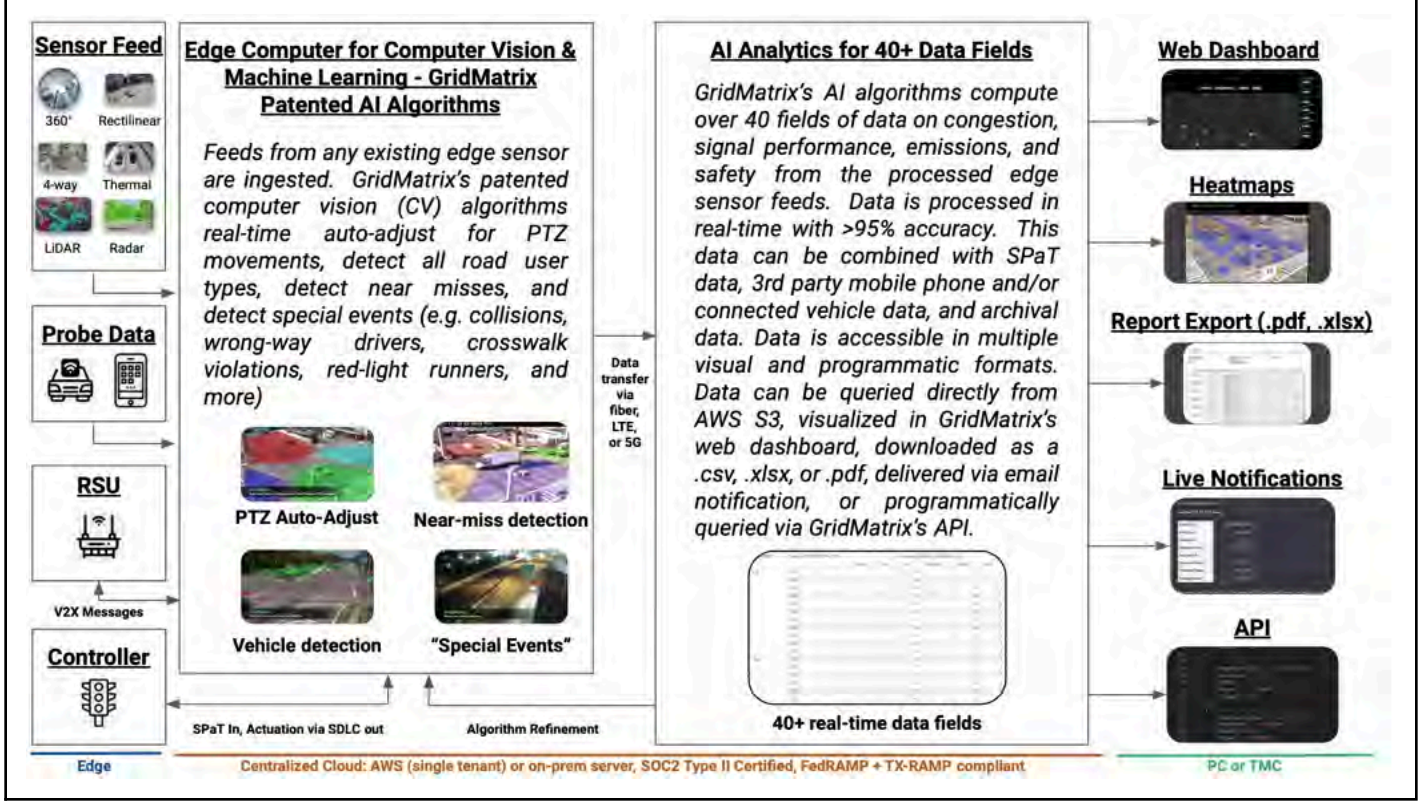 Sensor Feed
360°
Rectilinear
4-way
Thermal
LiDAR
Radar
Probe Data
RSU
V2X Messages
Controller
Edge Computer for Computer Vision &
Machine Learning - GridMatrix
Patented AI Algorithms
Feeds from any existing edge sensor
are ingested. GridMatrix's patented
computer vision (CV) algorithms
real-time auto-adjust for PTZ
movements, detect all road user
types, detect near misses, and
detect special events (e.g. collisions,
wrong-way drivers, crosswalk
violations, red-light runners, and
more)
PTZ Auto-Adjust
Near-miss detection
Vehicle detection
“Special Events”
SPaT In, Actuation via SDLC out
Algorithm Refinement
Data
transfer
via
fiber,
LTE,
or 5G
AI Analytics for 40+ Data Fields
GridMatrix's AI algorithms compute
over 40 fields of data on congestion,
signal performance, emissions, and
safety from the processed edge
sensor feeds. Data is processed in
real-time with >95% accuracy. This
data can be combined with SPaT
data, 3rd party mobile phone and/or
connected vehicle data, and archival
data. Data is accessible in multiple
visual and programmatic formats.
Data can be queried directly from
AWS S3, visualized in GridMatrix's
web dashboard, downloaded as a
.csv, .xlsx, or .pdf, delivered via email
notification, or programmatically
queried via GridMatrix's API.
40+ real-time data fields
Web Dashboard
Heatmaps
Report Export (.pdf, .xlsx)
Live Notifications
API
Edge
Centralized Cloud: AWS (single tenant) or on-prem server, SOC2 Type II Certified, FedRAMP + TX-RAMP compliant
PC or TMC